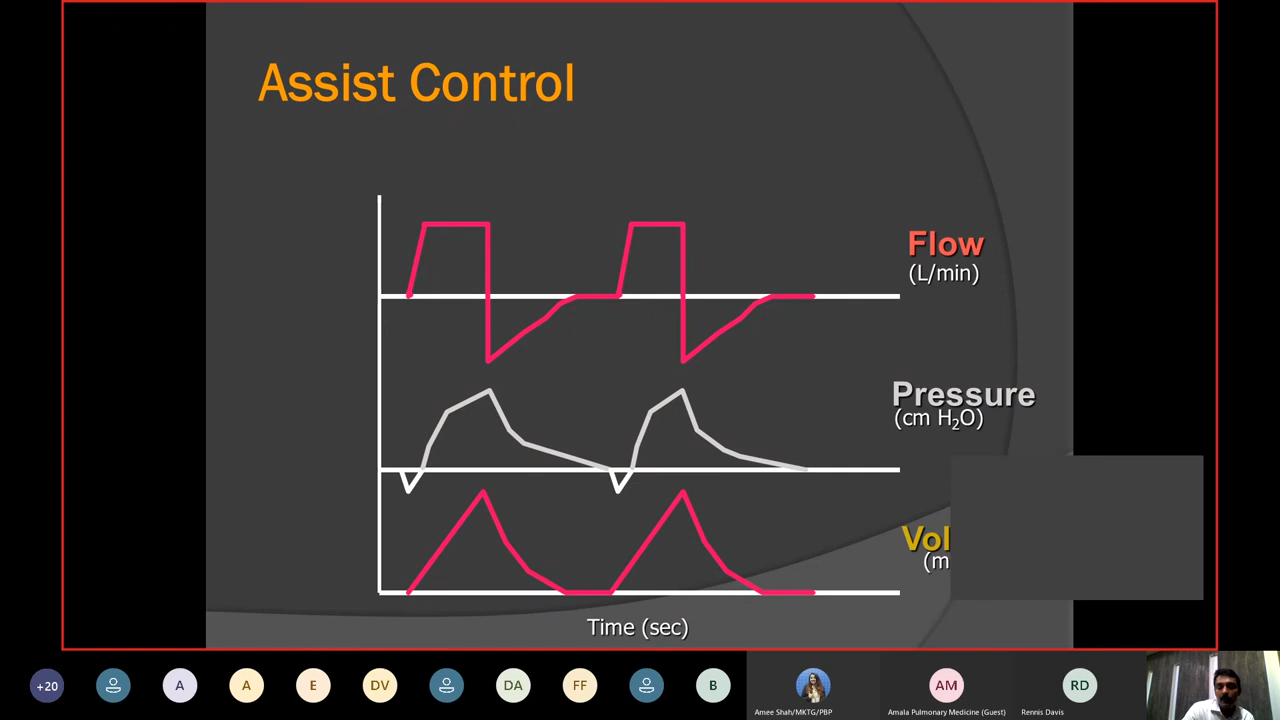 Assist Control
Flow
(L/min)
Pressure
(cm H₂O)
Vol
(m
Time (sec)
+20
A
A
E
DV
DA
FF
B
AM
RD
Amee Shah/MKTG/PBP
Amala Pulmonary Medicine (Guest)
Rennis Davis